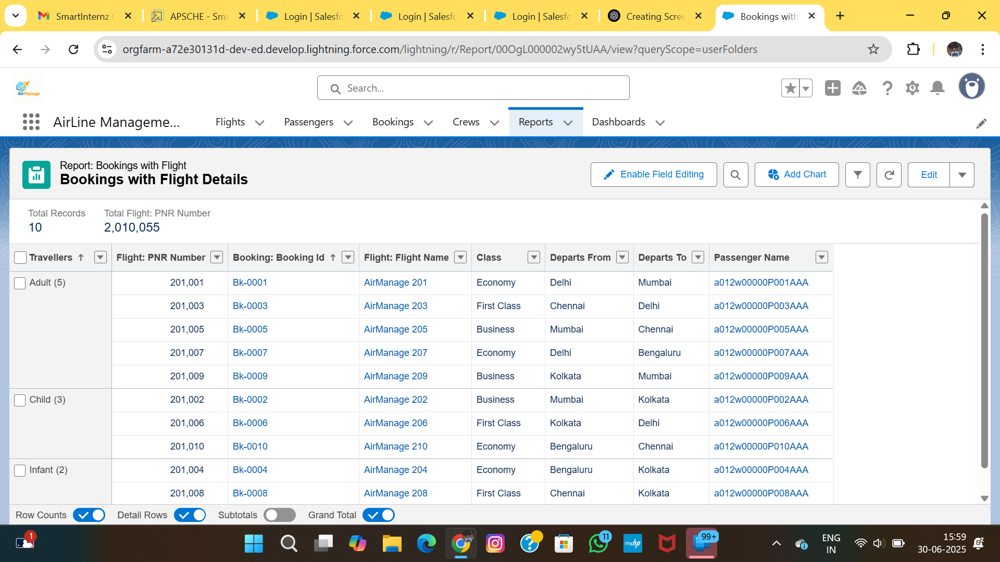 SmartInternz
APSCHE - Sma
Login | Salesfo
Login | Salesfo
Login | Salesfo
Creating Scree
Bookings with
orgfarm-a72e30131d-dev-ed.develop.lightning.force.com/lightning/r/Report/00OgL000002wy5tUAA/view?queryScope=userFolders
AirManage
Search...
AirLine Manageme...
Flights
Passengers
Bookings
Crews
Reports
Dashboards
Report: Bookings with Flight
Bookings with Flight Details
Enable Field Editing
Add Chart
Edit
Total Records
Total Flight: PNR Number
10
2,010,055
Travellers ↑ Flight: PNR Number Booking: Booking Id ↑ Flight: Flight Name Class Departs From Departs To Passenger Name
Adult (5) 201,001 Bk-0001 AirManage 201 Economy Delhi Mumbai a012w00000P001AAA
201,003 Bk-0003 AirManage 203 First Class Chennai Delhi a012w00000P003AAA
201,005 Bk-0005 AirManage 205 Business Mumbai Chennai a012w00000P005AAA
201,007 Bk-0007 AirManage 207 Economy Delhi Bengaluru a012w00000P007AAA
201,009 Bk-0009 AirManage 209 Business Kolkata Mumbai a012w00000P009AAA
Child (3) 201,002 Bk-0002 AirManage 202 Business Mumbai Kolkata a012w00000P002AAA
201,006 Bk-0006 AirManage 206 First Class Kolkata Delhi a012w00000P006AAA
201,010 Bk-0010 AirManage 210 Economy Bengaluru Chennai a012w00000P010AAA
Infant (2) 201,004 Bk-0004 AirManage 204 Economy Bengaluru Kolkata a012w00000P004AAA
201,008 Bk-0008 AirManage 208 First Class Chennai Kolkata a012w00000P008AAA
Row Counts
Detail Rows
Subtotals
Grand Total
1
11
myhp
99+
ENG
IN
15:59
30-06-2025